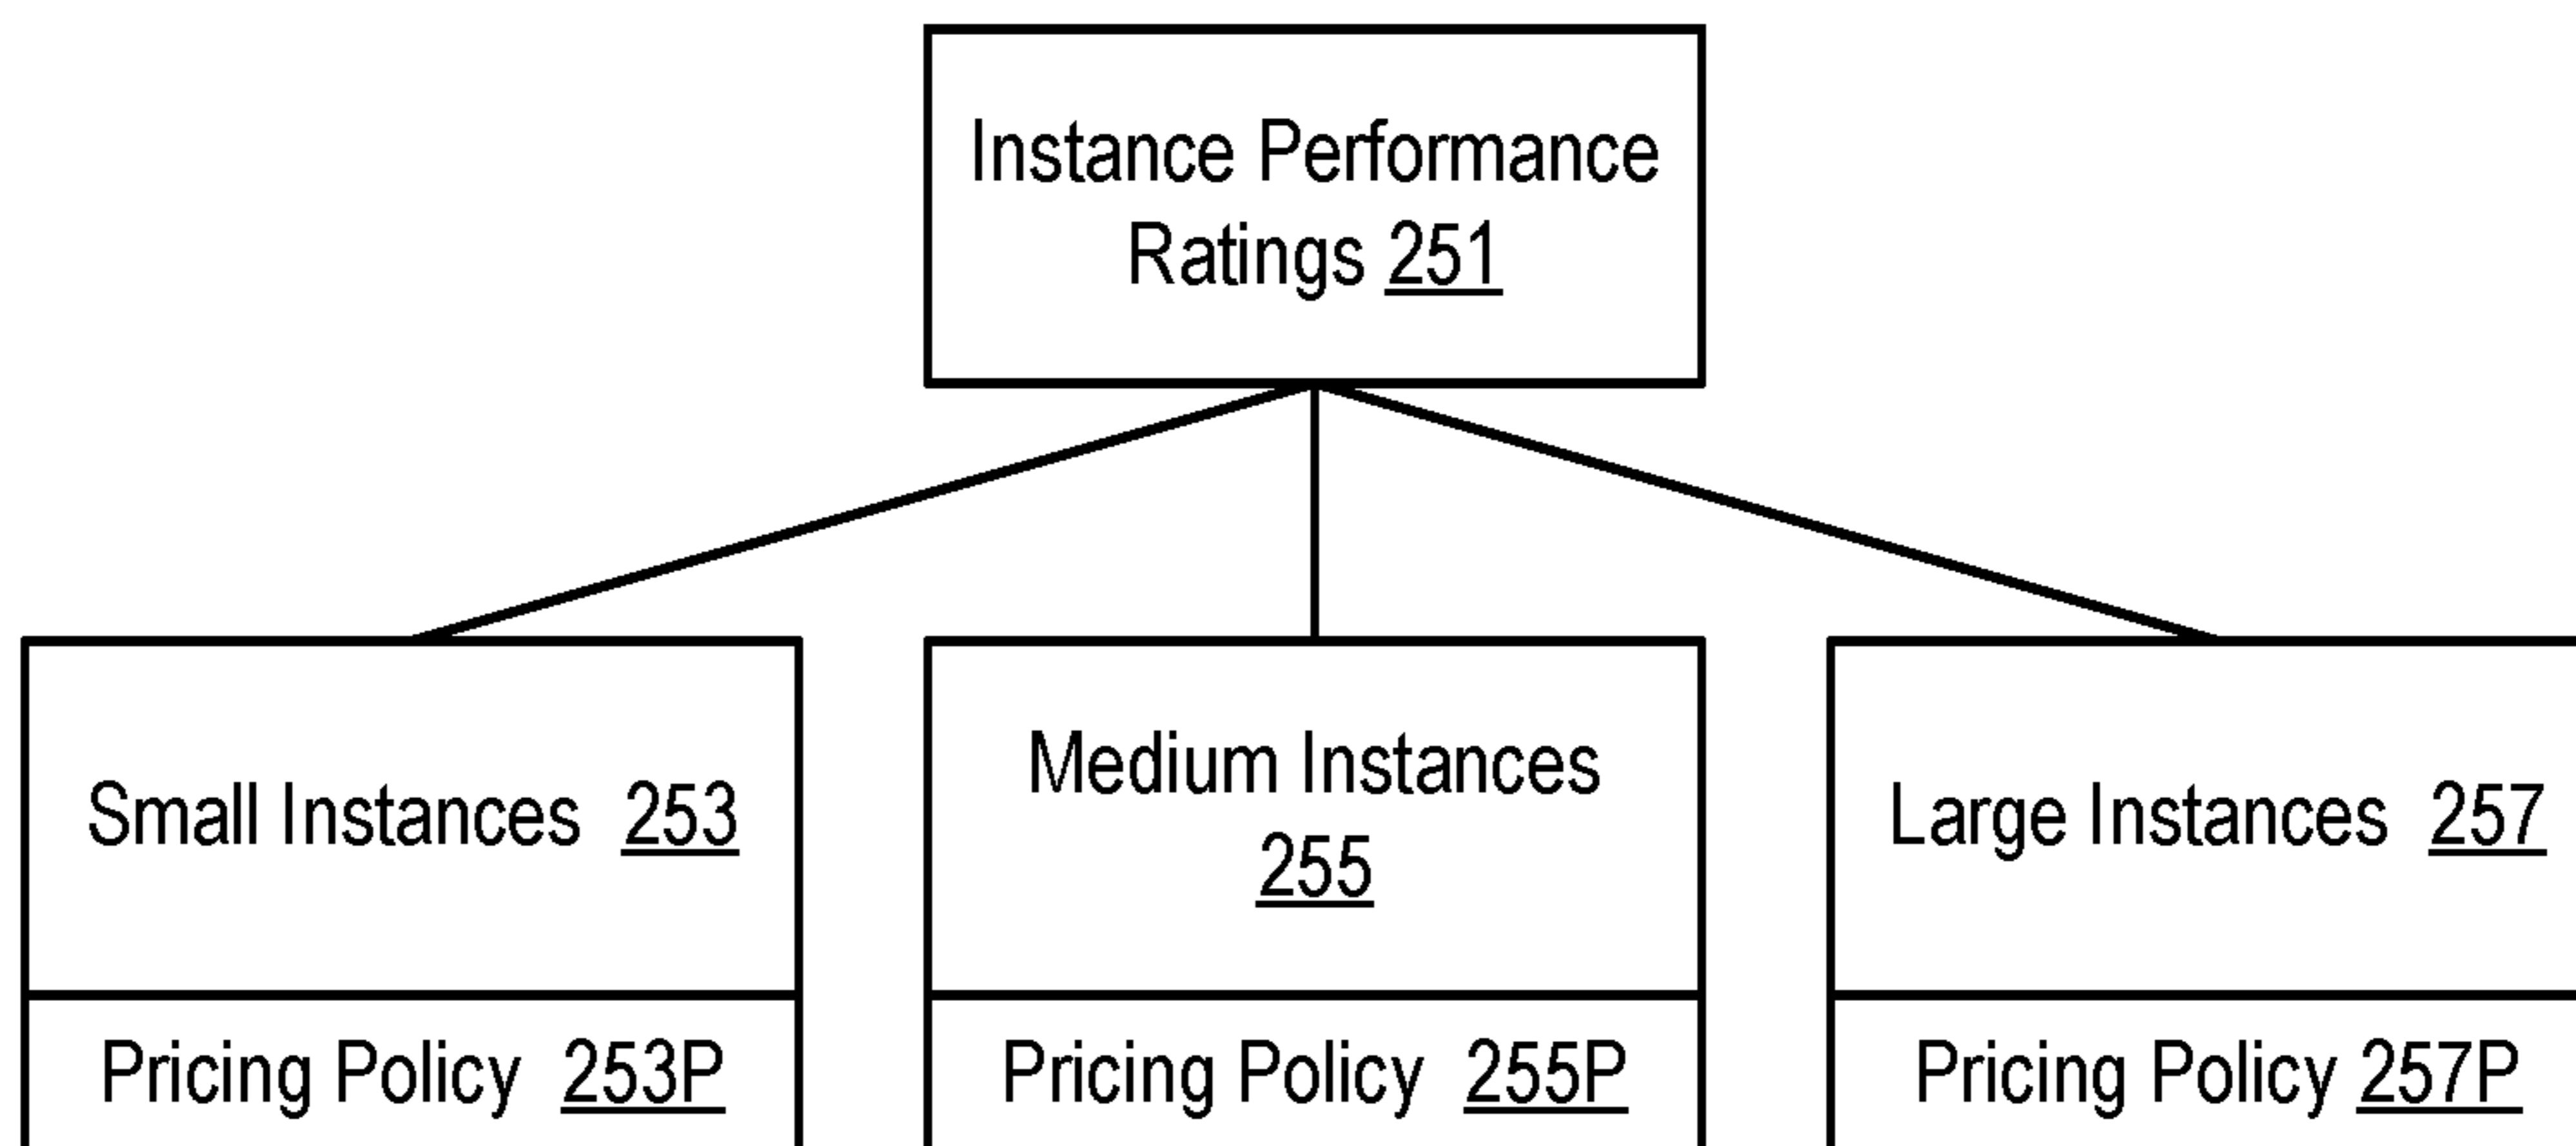 Instance Performance
Ratings 251
Small Instances 253
Medium Instances
255
Large Instances 257
Pricing Policy 253P
Pricing Policy 255P
Pricing Policy 257P